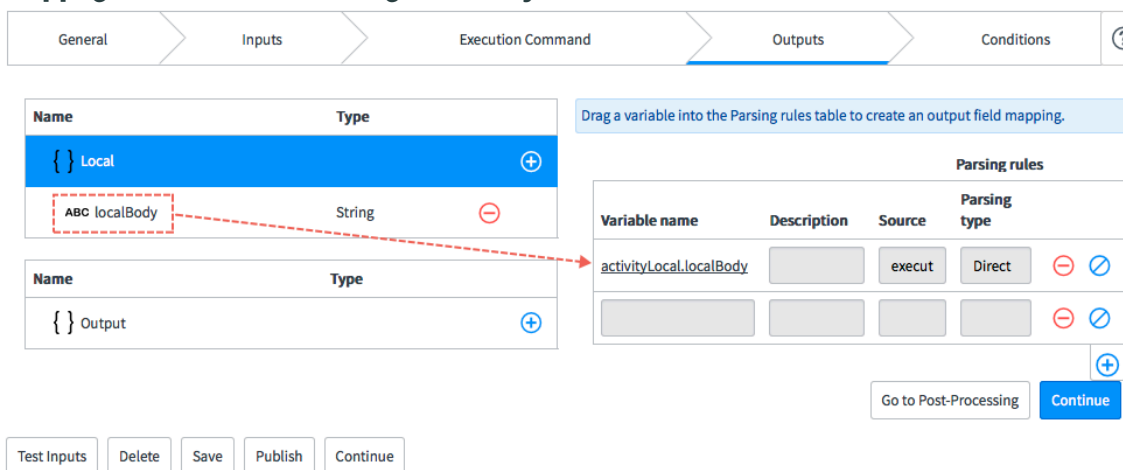 General
Inputs
Execution Command
Outputs
Conditions
Name Type
{ } Local
ABC localBody String
Name Type
{ } Output
Drag a variable into the Parsing rules table to create an output field mapping.
Parsing rules
Variable name Description Source Parsing type
activityLocal.localBody execut Direct
Go to Post-Processing Continue
Test Inputs Delete Save Publish Continue